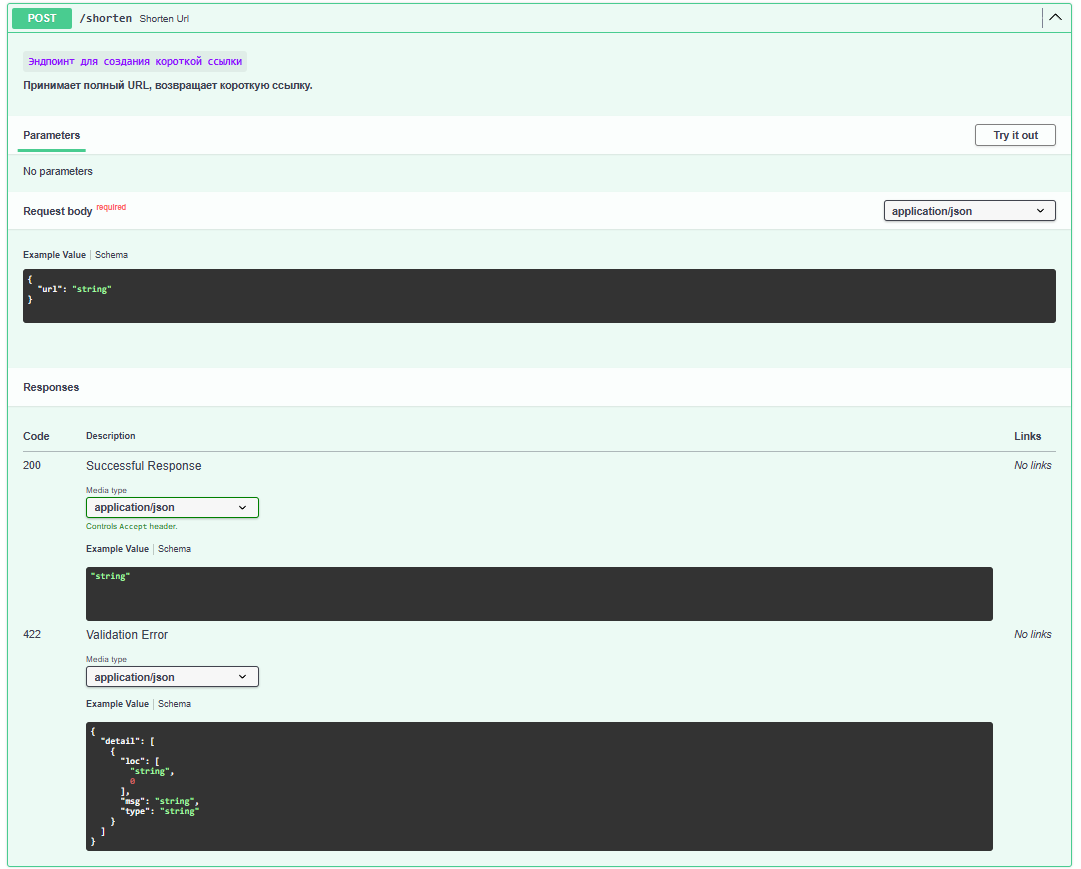 POST /shorten Shorten Url
Эндпоинт для создания короткой ссылки
Принимает полный URL, возвращает короткую ссылку.
Parameters
Try it out
No parameters
Request body required
application/json
Example Value | Schema
{
"url": "string"
}
Responses
Code Description Links
200 Successful Response No links
Media type
application/json
Controls Accept header.
Example Value | Schema
"string"
422 Validation Error No links
Media type
application/json
Example Value | Schema
{
"detail": [
{
"loc": [
"string",
0
],
"msg": "string",
"type": "string"
}
]
}